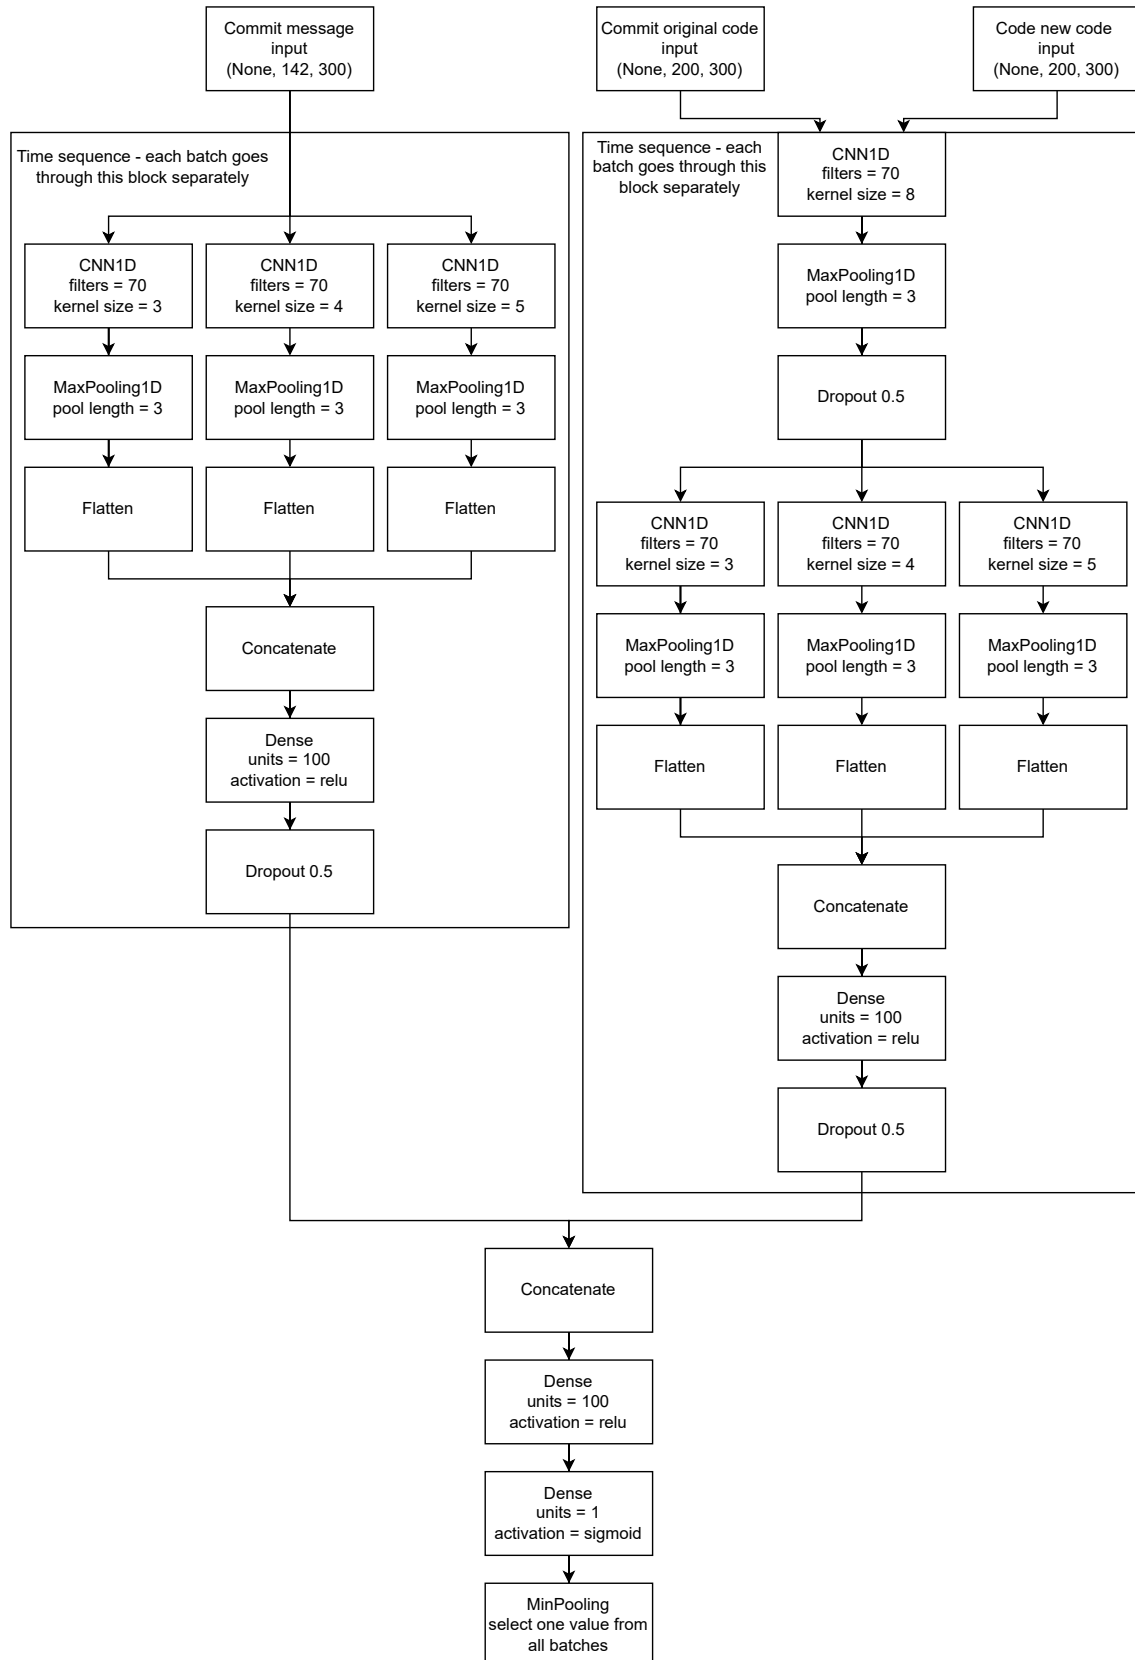 Commit message
input
(None, 142, 300)
Commit original code
input
(None, 200, 300)
Code new code
input
(None, 200, 300)
Time sequence - each batch goes
through this block separately
CNN1D
filters = 70
kernel size = 3
CNN1D
filters = 70
kernel size = 4
CNN1D
filters = 70
kernel size = 5
MaxPooling1D
pool length = 3
MaxPooling1D
pool length = 3
MaxPooling1D
pool length = 3
Flatten
Flatten
Flatten
Concatenate
Dense
units = 100
activation = relu
Dropout 0.5
Time sequence - each
batch goes through this
block separately
CNN1D
filters = 70
kernel size = 8
MaxPooling1D
pool length = 3
Dropout 0.5
CNN1D
filters = 70
kernel size = 3
CNN1D
filters = 70
kernel size = 4
CNN1D
filters = 70
kernel size = 5
MaxPooling1D
pool length = 3
MaxPooling1D
pool length = 3
MaxPooling1D
pool length = 3
Flatten
Flatten
Flatten
Concatenate
Dense
units = 100
activation = relu
Dropout 0.5
Concatenate
Dense
units = 100
activation = relu
Dense
units = 1
activation = sigmoid
MinPooling
select one value from
all batches